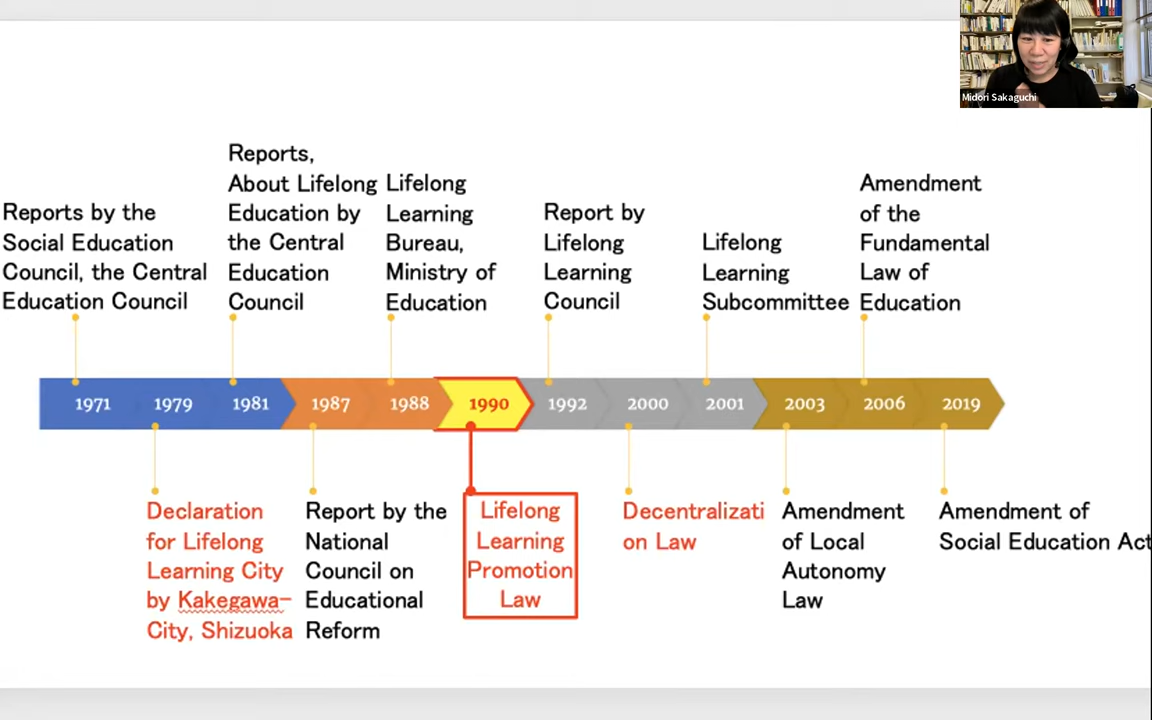 Midori Sakaguchi
Reports by the
Social Education
Council, the Central
Education Council
Reports,
About Lifelong
Education by
the Central
Education
Council
Lifelong
Learning
Bureau,
Ministry of
Education
Report by
Lifelong
Learning
Council
Lifelong
Learning
Subcommittee
Amendment
of the
Fundamental
Law of
Education
1971
1979
1981
1987
1988
1990
1992
2000
2001
2003
2006
2019
Declaration
for Lifelong
Learning City
by Kakegawa-
City, Shizuoka
Report by the
National
Council on
Educational
Reform
Lifelong
Learning
Promotion
Law
Decentralizati
on Law
Amendment
of Local
Autonomy
Law
Amendment of
Social Education Act